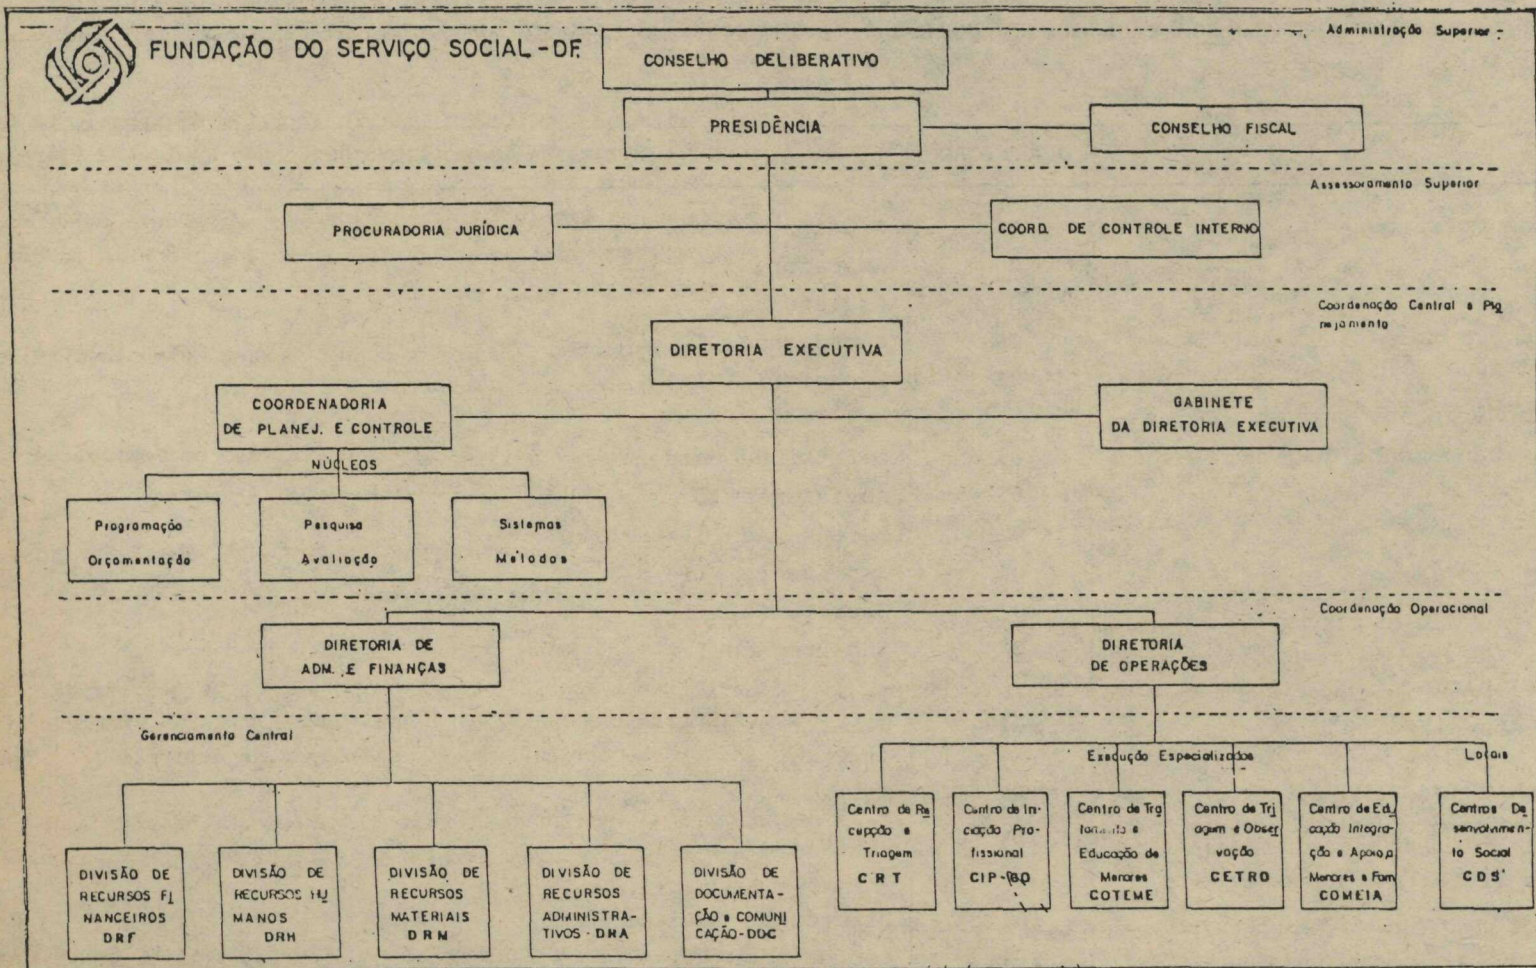 FUNDAÇÃO DO SERVIÇO SOCIAL - DF.
Administração Superior -
CONSELHO DELIBERATIVO
PRESIDÊNCIA
CONSELHO FISCAL
Assessoramento Superior
PROCURADORIA JURÍDICA
COORD. DE CONTROLE INTERNO
Coordenação Central e Pla
nejamento
DIRETORIA EXECUTIVA
COORDENADORIA
DE PLANEJ. E CONTROLE
GABINETE
DA DIRETORIA EXECUTIVA
NÚCLEOS
Programação
Orçamentação
Pesquisa
Avaliação
Sistemas
Métodos
Coordenação Operacional
DIRETORIA DE
ADM. E FINANÇAS
DIRETORIA
DE OPERAÇÕES
Gerenciamento Central
Execução Especializados
Locais
DIVISÃO DE
RECURSOS FI
NANCEIROS
DRF
DIVISÃO DE
RECURSOS HU
MANOS
DRH
DIVISÃO DE
RECURSOS
MATERIAIS
DRM
DIVISÃO DE
RECURSOS
ADMINISTRA-
TIVOS - DRA
DIVISÃO DE
DOCUMENTA-
ÇÃO e COMUNI
CAÇÃO - DDC
Centro de Re
cepção e
Triagem
CRT
Centro de In-
ciação Pro-
fissional
CIP-
Centro de Tra
tamento e
Educação de
Menores
COTEME
Centro de Tri
agem e Obser
vação
CETRO
Centro de Edu
cação Integra-
ção e Apoio a
Menores e Fam
COMEIA
Centros De
senvolvimen-
to Social
CDS